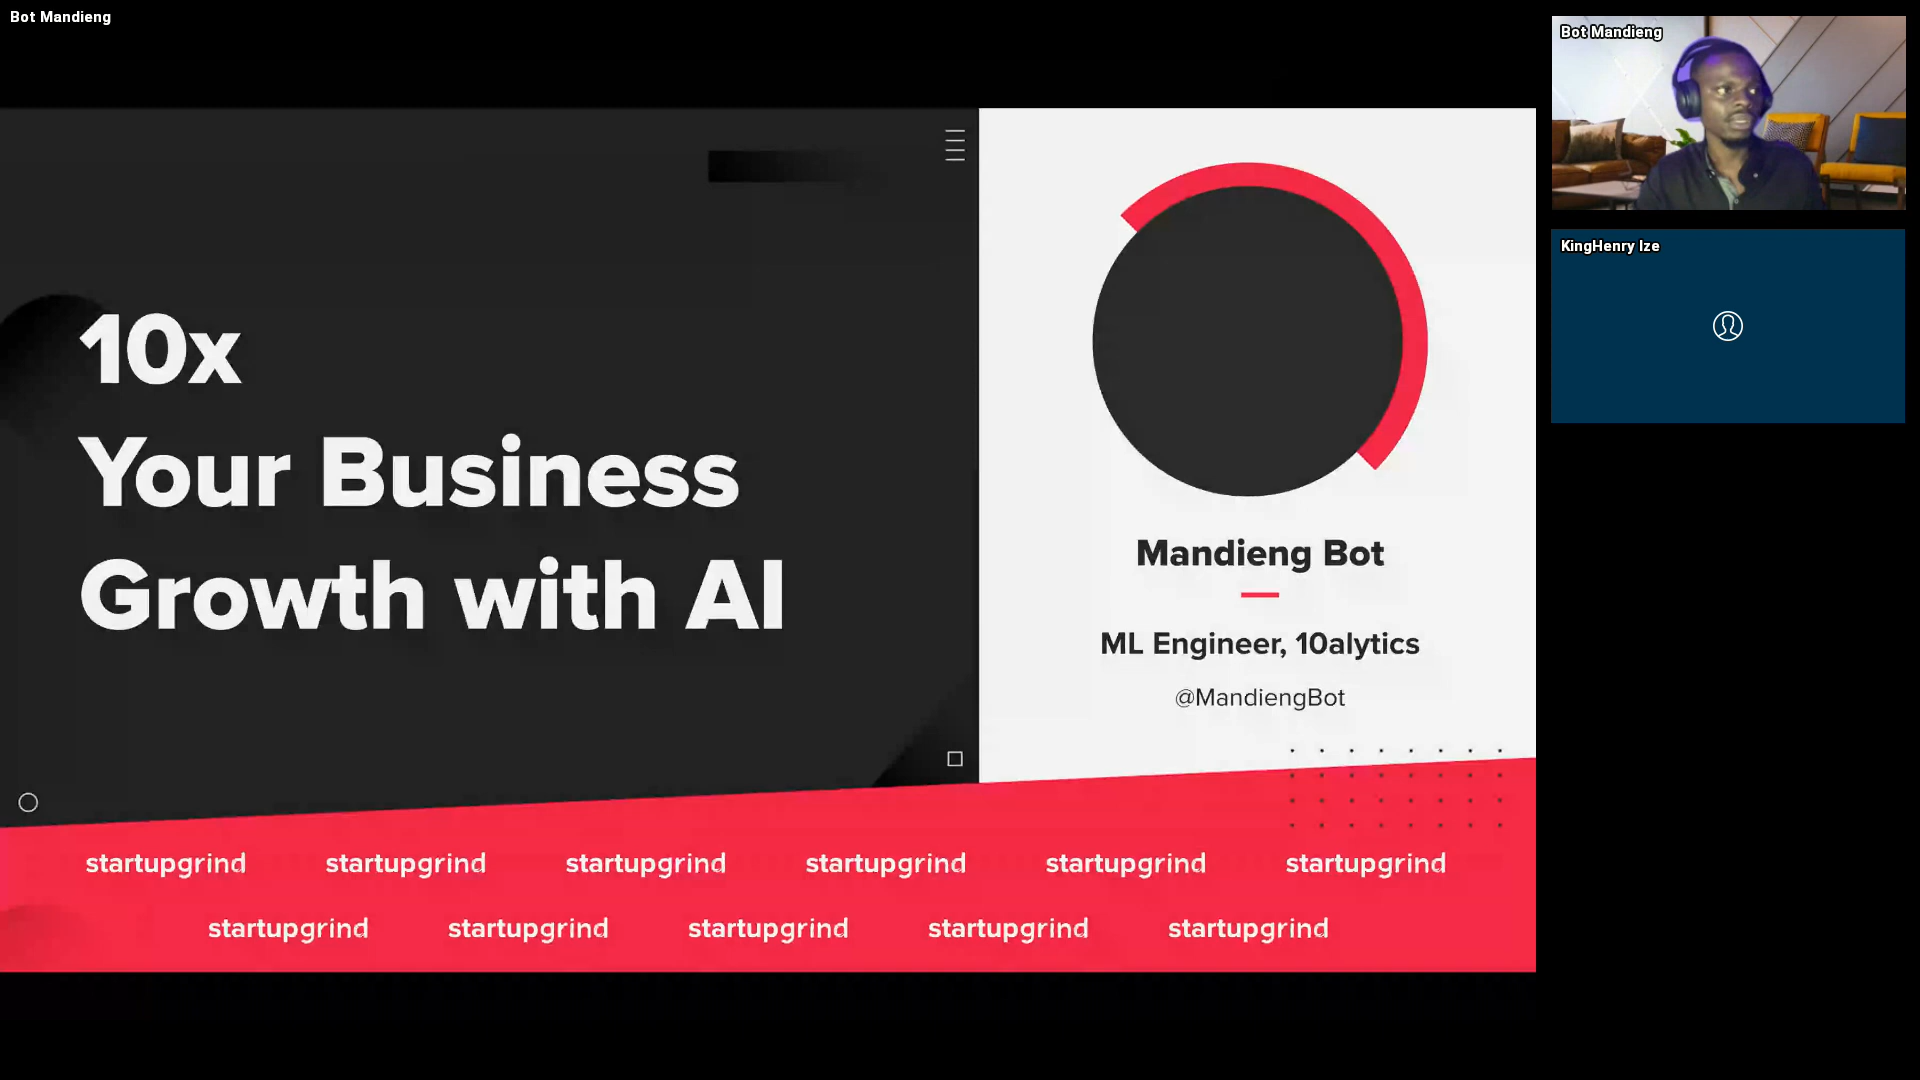 Bot Mandieng
10x
Your Business
Growth with AI
Mandieng Bot
ML Engineer, 10alytics
@MandiengBot
startupgrind startupgrind startupgrind startupgrind startupgrind startupgrind
startupgrind startupgrind startupgrind startupgrind startupgrind
Bot Mandieng
KingHenry Ize